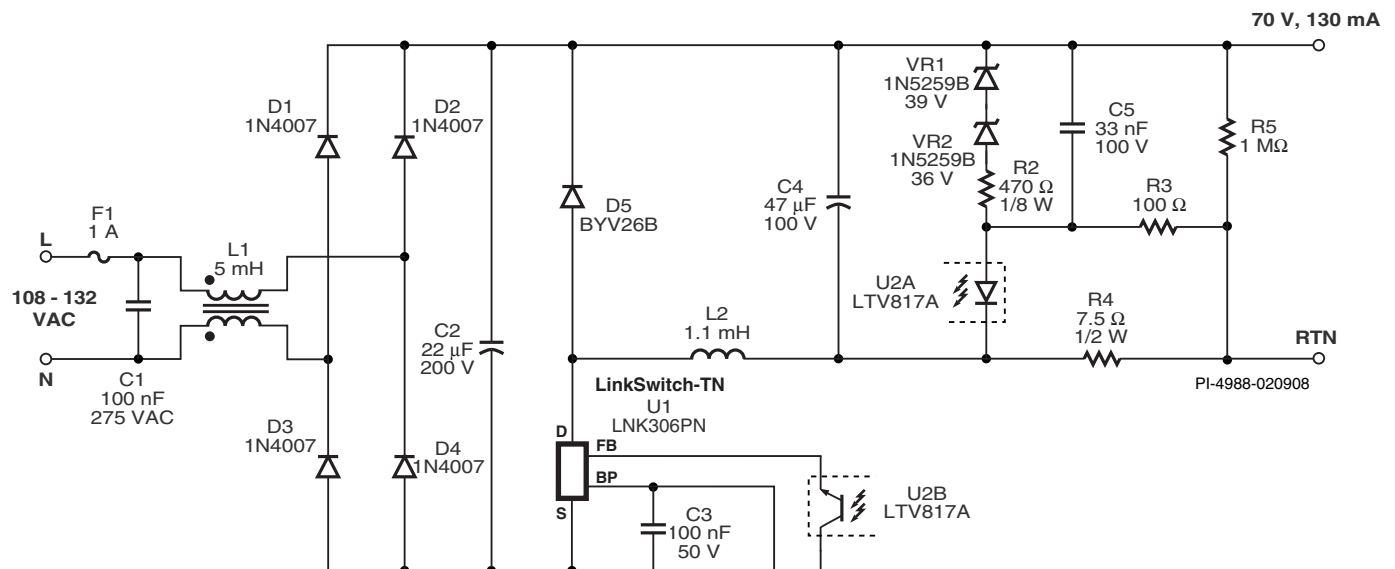 70 V, 130 mA
VR1
1N5259B
39 V
D1
1N4007
D2
1N4007
C5
33 nF
100 V
R5
1 MΩ
VR2
1N5259B
36 V
R2
470 Ω
1/8 W
C4
47 µF
100 V
R3
100 Ω
D5
BYV26B
F1
1 A
L
L1
5 mH
108 - 132
VAC
U2A
LTV817A
R4
7.5 Ω
1/2 W
L2
1.1 mH
C2
22 µF
200 V
RTN
N
C1
100 nF
275 VAC
PI-4988-020908
LinkSwitch-TN
U1
LNK306PN
D3
1N4007
D4
1N4007
D
FB
BP
S
U2B
LTV817A
C3
100 nF
50 V